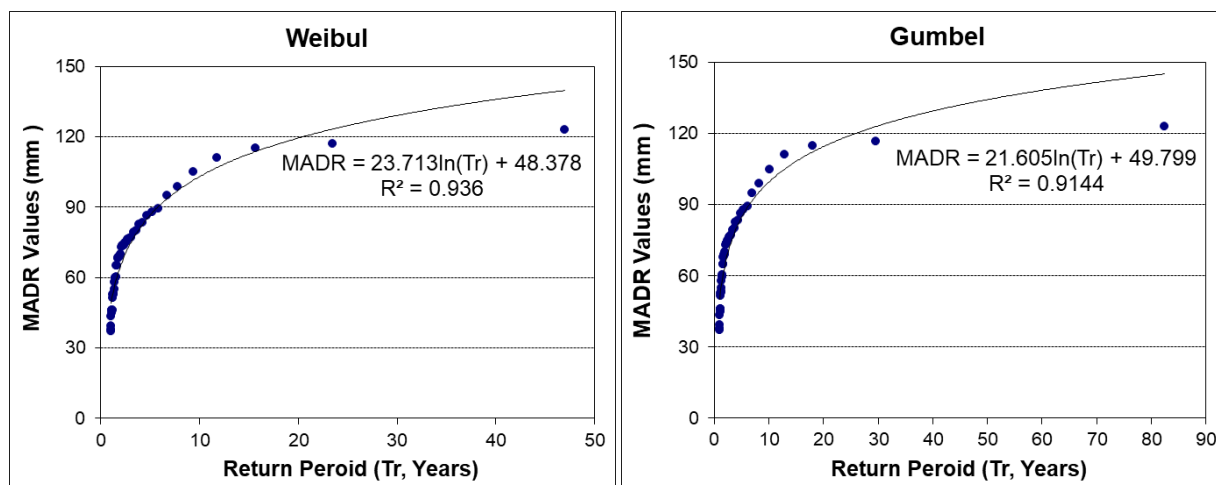 Weibul
MADR Values (mm )
150
120
90
60
30
0
MADR = 23.713ln(Tr) + 48.378
R² = 0.936
0 10 20 30 40 50
Return Peroid (Tr, Years)
Gumbel
MADR Values (mm )
150
120
90
60
30
0
MADR = 21.605ln(Tr) + 49.799
R² = 0.9144
0 10 20 30 40 50 60 70 80 90
Return Peroid (Tr, Years)